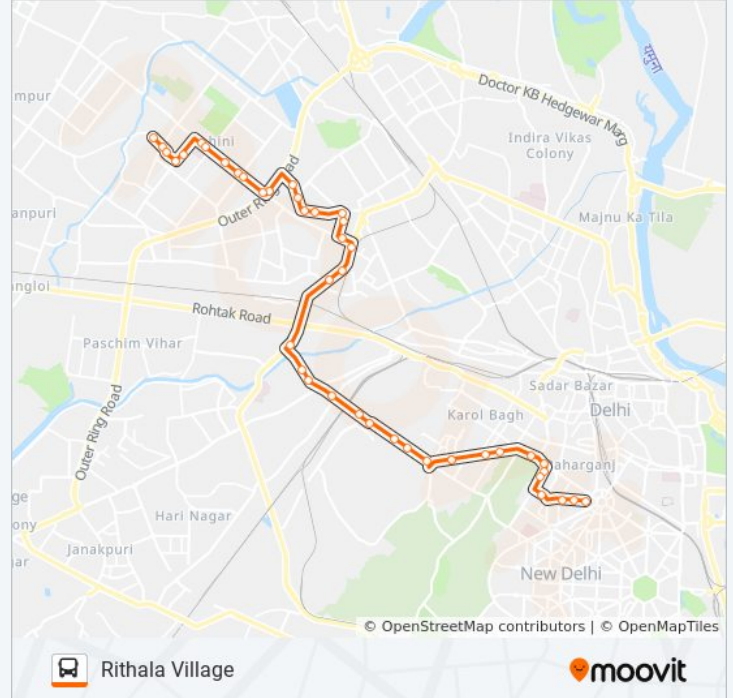 यमुना
Doctor KB Hedgewar Marg
mpur
hini
Indira Vikas
Colony
Outer Ring Road
anpuri
Majnu Ka Tila
ngloi
Rohtak Road
Paschim Vihar
Sadar Bazar
Karol Bagh
Delhi
Outer Ring Road
aharganj
ge
Hari Nagar
ony
Janakpuri
ar
New Delhi
© OpenStreetMap contributors | © OpenMapTiles
Rithala Village
moovit